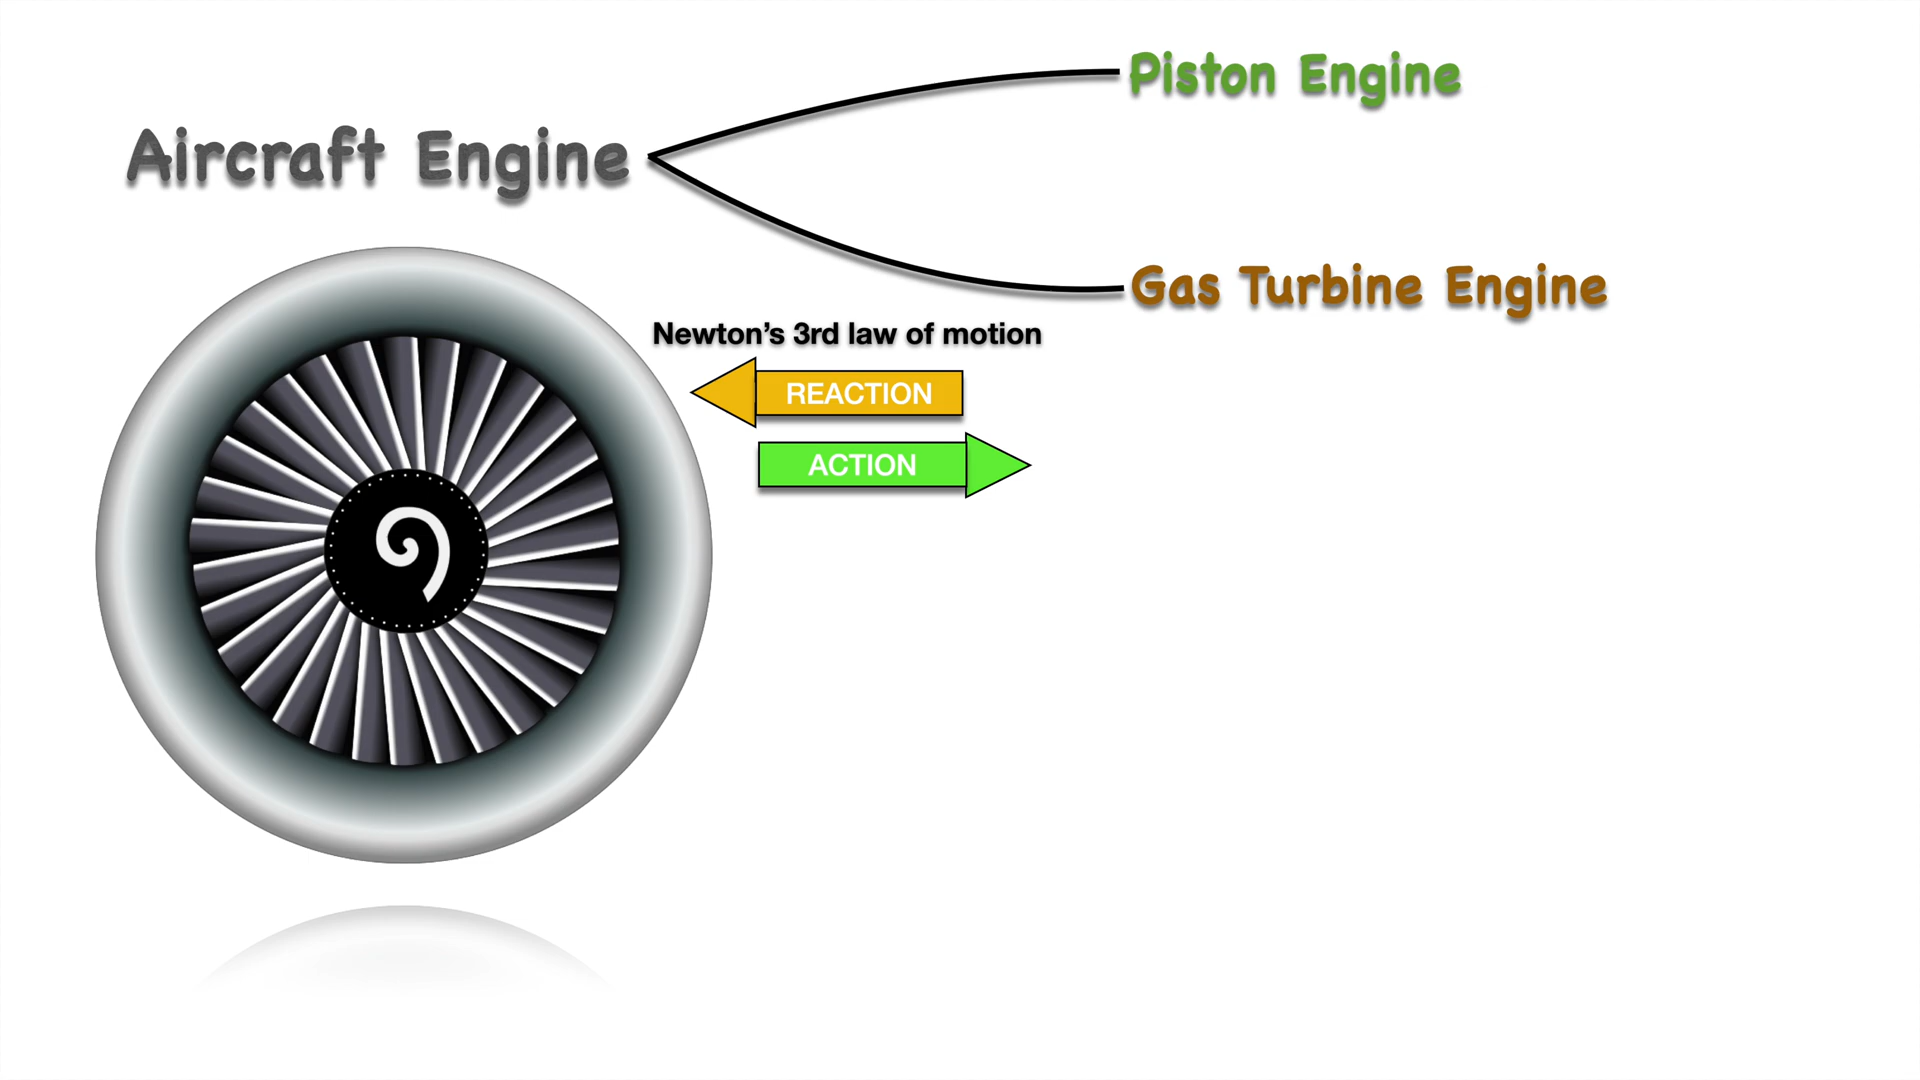 Piston Engine
Aircraft Engine
Gas Turbine Engine
Newton’s 3rd law of motion
REACTION
ACTION